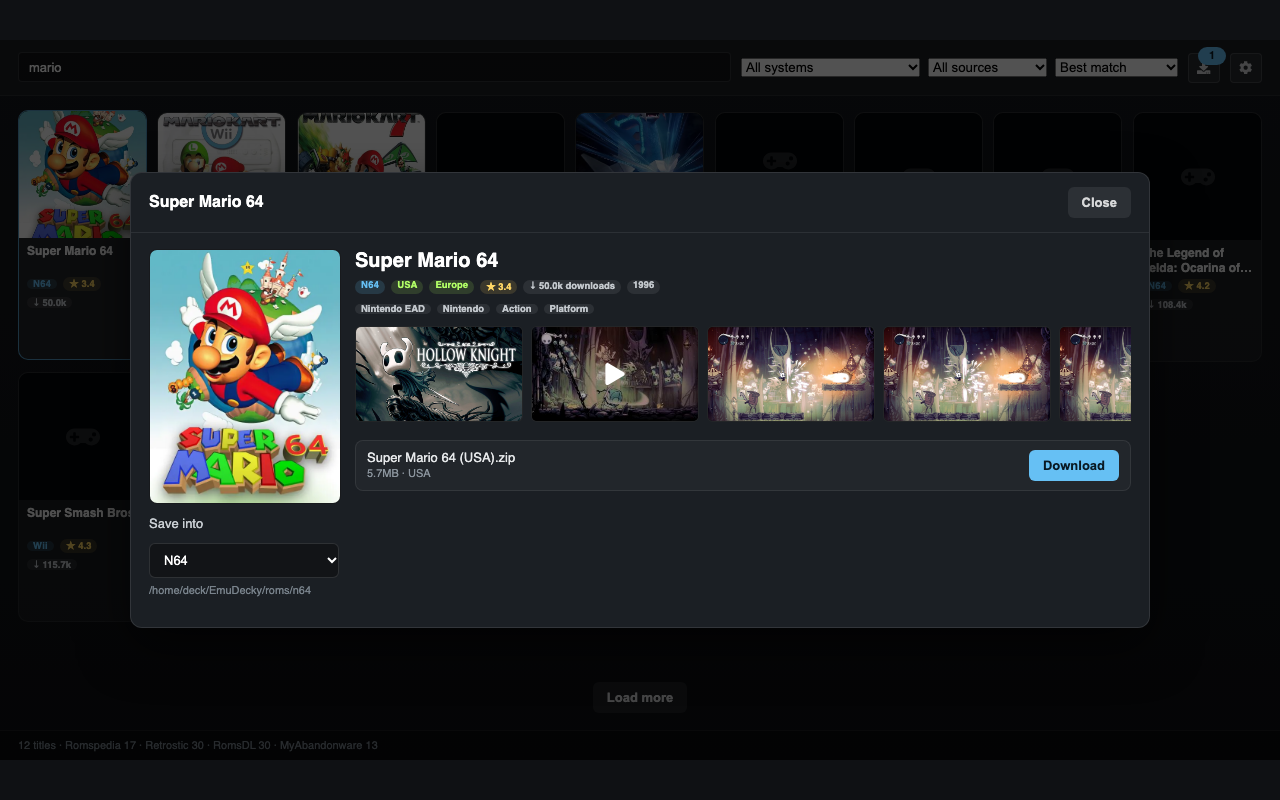 mario
All systems
All sources
Best match
1
MARIOKART
Wii
MARIOKART
7
Super Mario 64
Close
SUPER
MARIO 64
Super Mario 64
N64 USA Europe ★ 3.4 ↓ 50.0k downloads 1996
Nintendo EAD Nintendo Action Platform
HOLLOW KNIGHT
Super Mario 64 (USA).zip
5.7MB · USA
Download
Save into
N64
/home/deck/EmuDecky/roms/n64
Super Mario 64
N64 ★ 3.4
↓ 50.0k
he Legend of
elda: Ocarina of...
N64 ★ 4.2
108.4k
Super Smash Bros
Wii ★ 4.3
↓ 115.7k
Load more
12 titles · Romspedia 17 · Retrostic 30 · RomsDL 30 · MyAbandonware 13